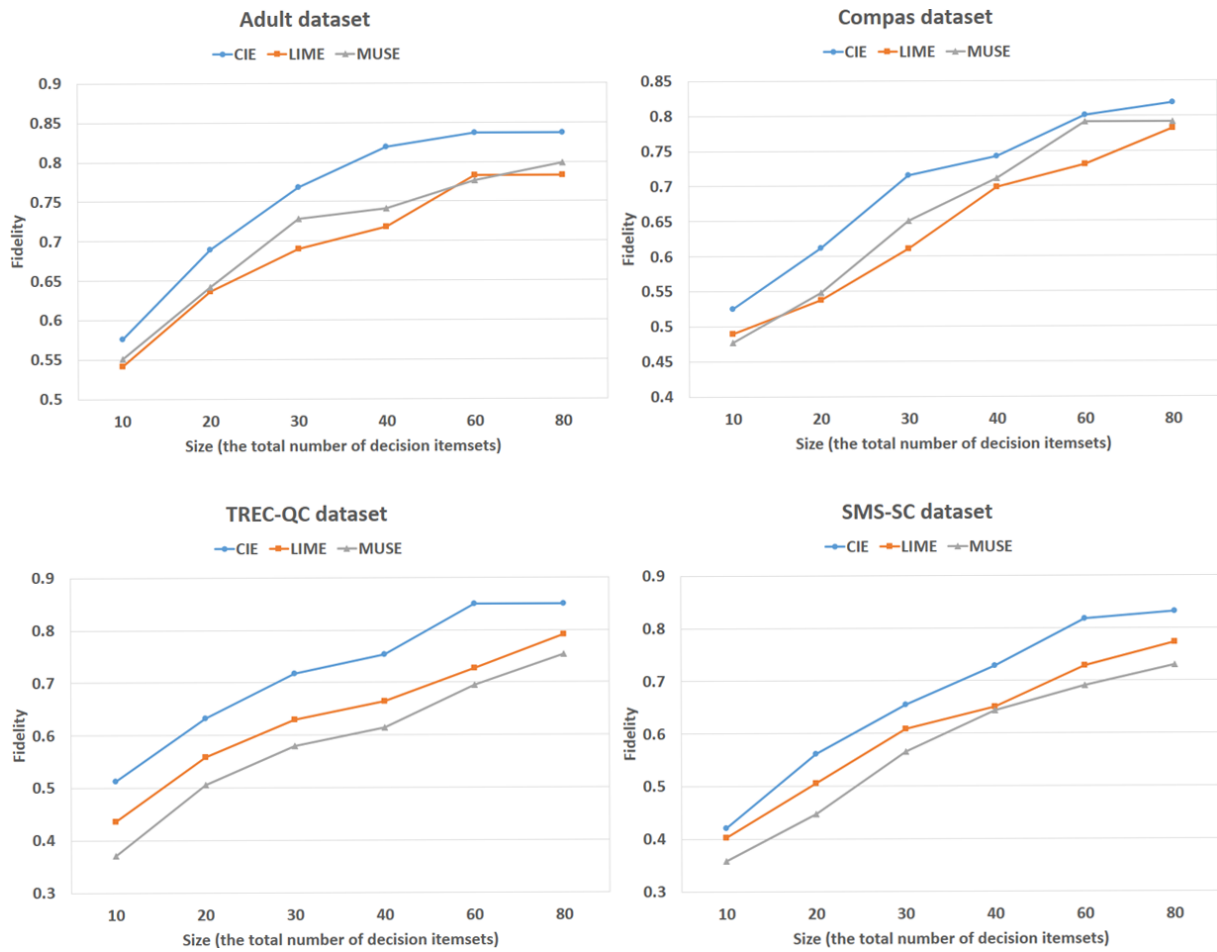 Adult dataset
CIE LIME MUSE
0.9
0.85
0.8
0.75
0.7
0.65
0.6
0.55
0.5
Fidelity
10 20 30 40 60 80
Size (the total number of decision itemsets)
Compas dataset
CIE LIME MUSE
0.85
0.8
0.75
0.7
0.65
0.6
0.55
0.5
0.45
0.4
Fidelity
10 20 30 40 60 80
Size (the total number of decision itemsets)
TREC-QC dataset
CIE LIME MUSE
0.9
0.8
0.7
0.6
0.5
0.4
0.3
Fidelity
10 20 30 40 60 80
Size (the total number of decision itemsets)
SMS-SC dataset
CIE LIME MUSE
0.9
0.8
0.7
0.6
0.5
0.4
0.3
Fidelity
10 20 30 40 60 80
Size (the total number of decision itemsets)